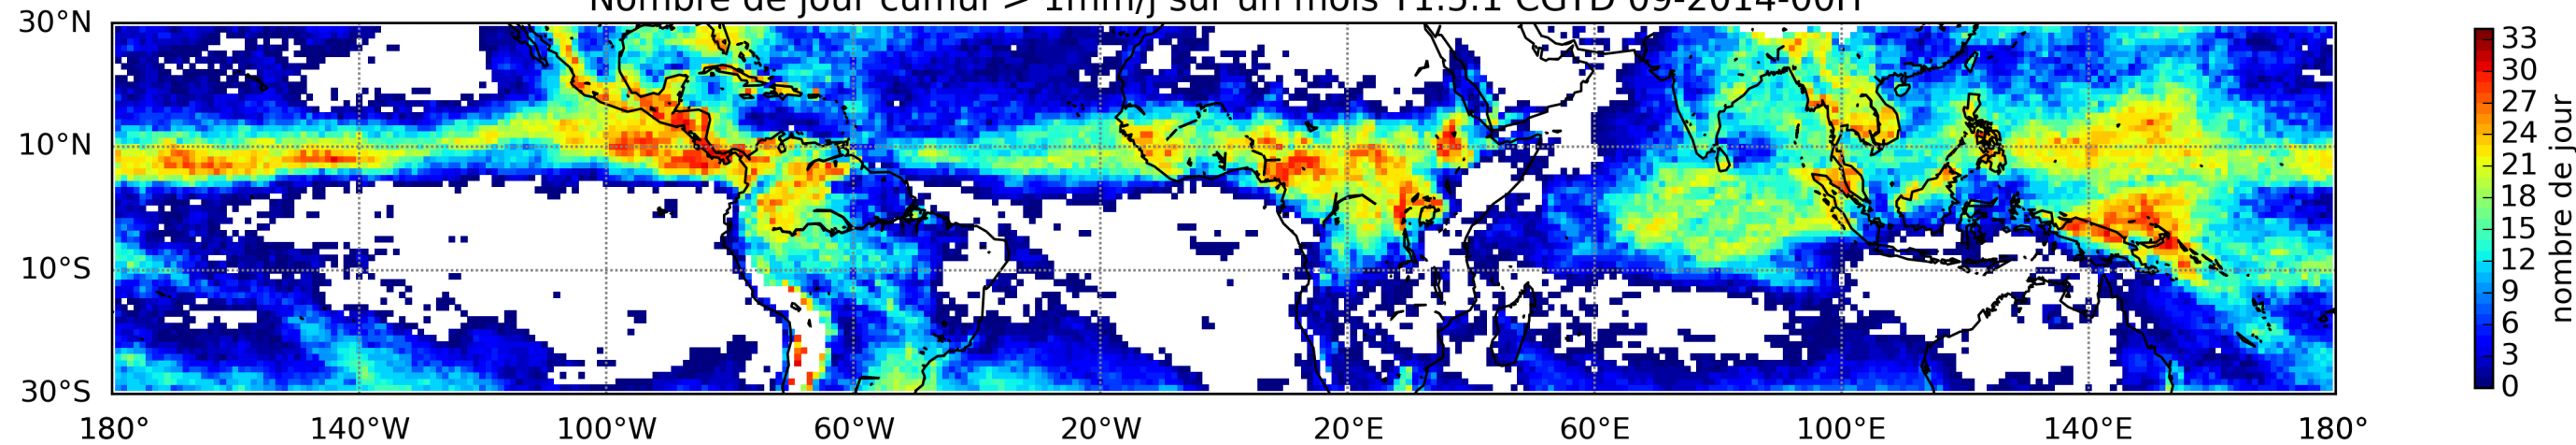 Nombre de jour cumul > 1mm/j sur un mois T1.5.1 CGTD 09-2014-00H
30°N
10°N
10°S
30°S
180° 140°W 100°W 60°W 20°W 20°E 60°E 100°E 140°E 180°
33
30
27
24
21
18
15
12
9
6
3
0
nombre de jour